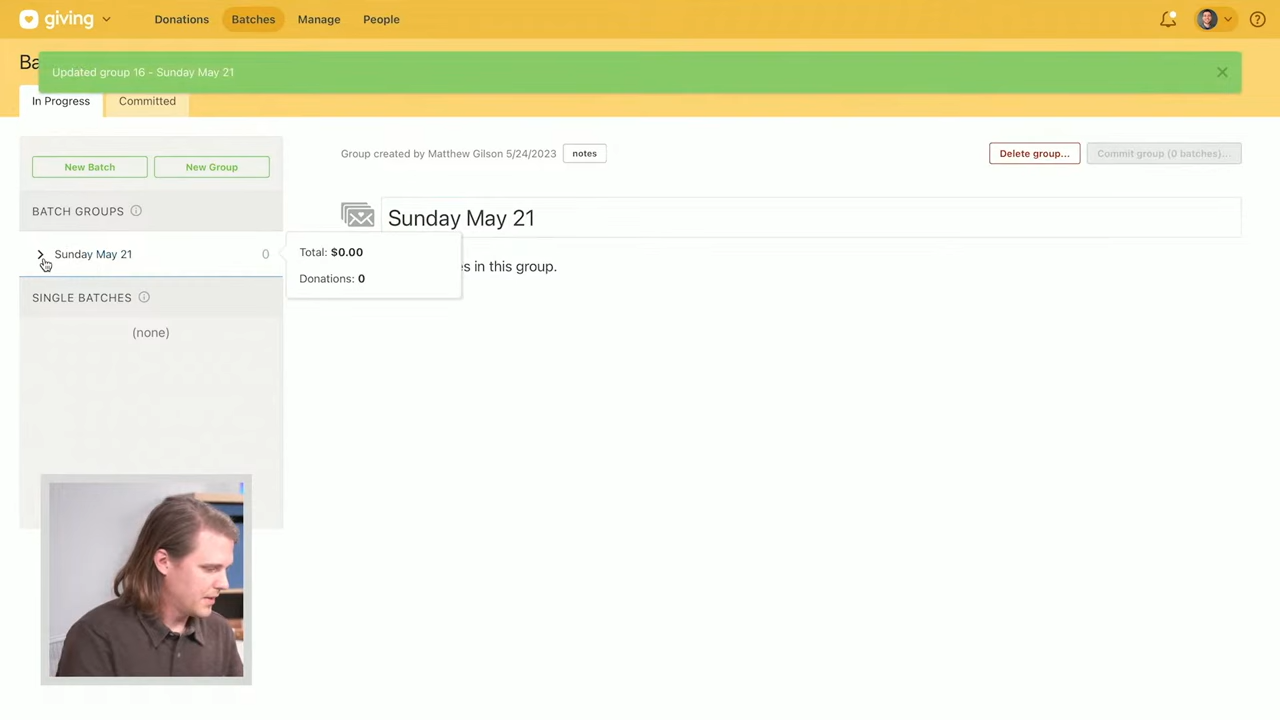 giving
Donations
Batches
Manage
People
Updated group 16 - Sunday May 21
In Progress
Committed
New Batch
New Group
Group created by Matthew Gilson 5/24/2023
notes
Delete group...
Commit group (0 batches)...
BATCH GROUPS
Sunday May 21
Sunday May 21
0
Total: $0.00
Donations: 0
in this group.
SINGLE BATCHES
(none)